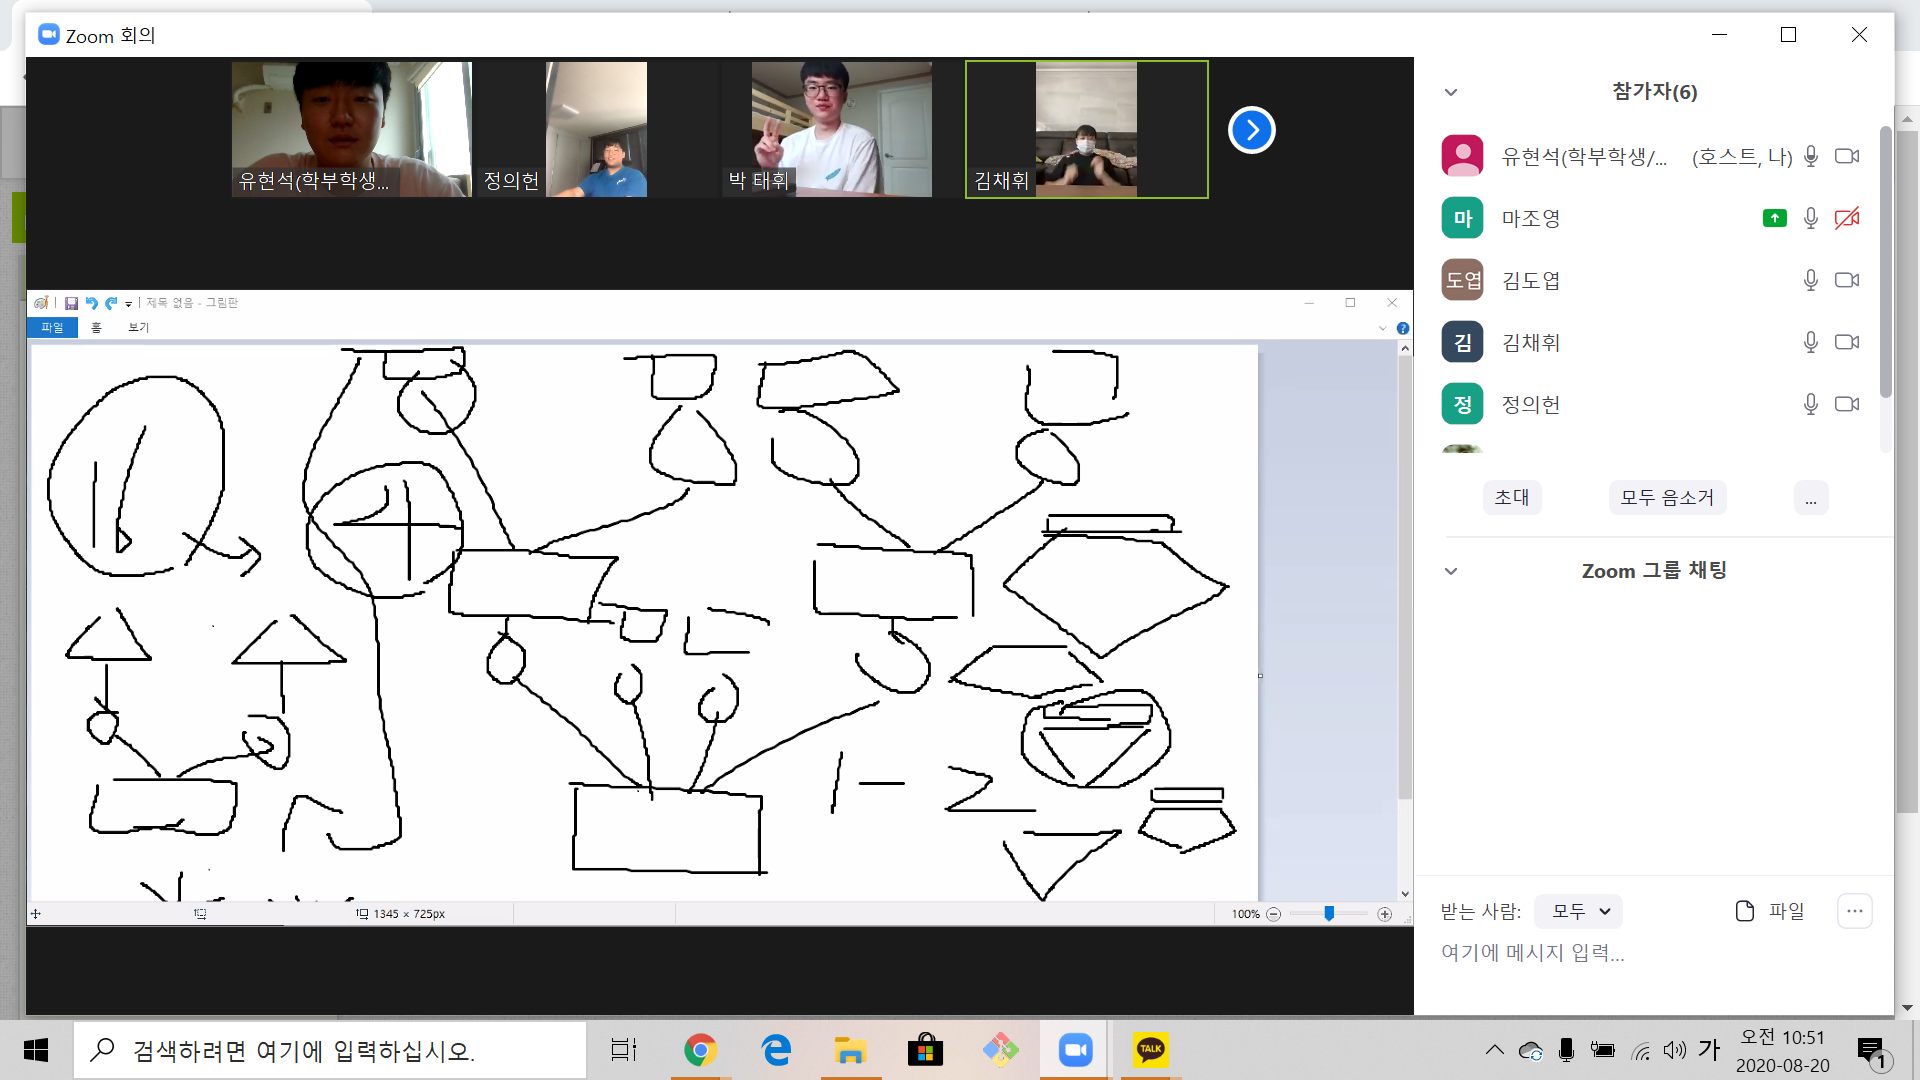 Zoom 회의
유현석(학부학생...
정의헌
박 태휘
김채휘
제목 없음 - 그림판
파일
홈
보기
1-2
1345 × 725px
100%
참가자(6)
유현석(학부학생/... (호스트, 나)
마 마조영
도엽 김도엽
김 김채휘
정 정의헌
초대
모두 음소거
...
Zoom 그룹 채팅
받는 사람: 모두
파일
여기에 메시지 입력...
검색하려면 여기에 입력하십시오.
TALK
가
오전 10:51
2020-08-20
1